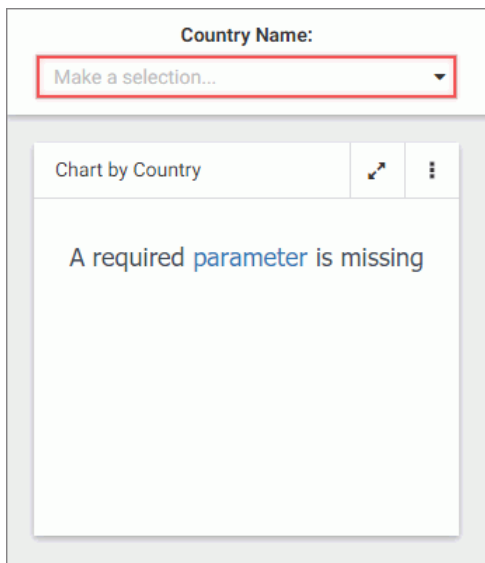 Country Name:
Make a selection...
Chart by Country
A required parameter is missing